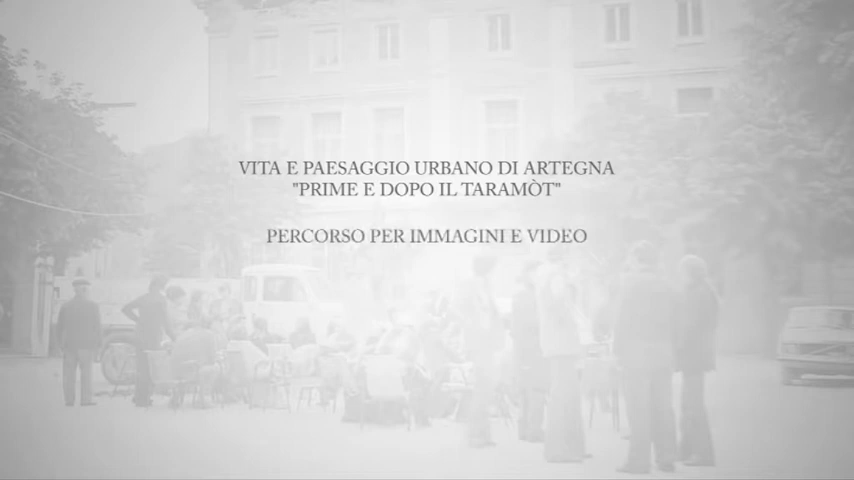 VITA E PAESAGGIO URBANO DI ARTEGNA
"PRIME E DOPO IL TARAMÒT"
PERCORSO PER IMMAGINI E VIDEO